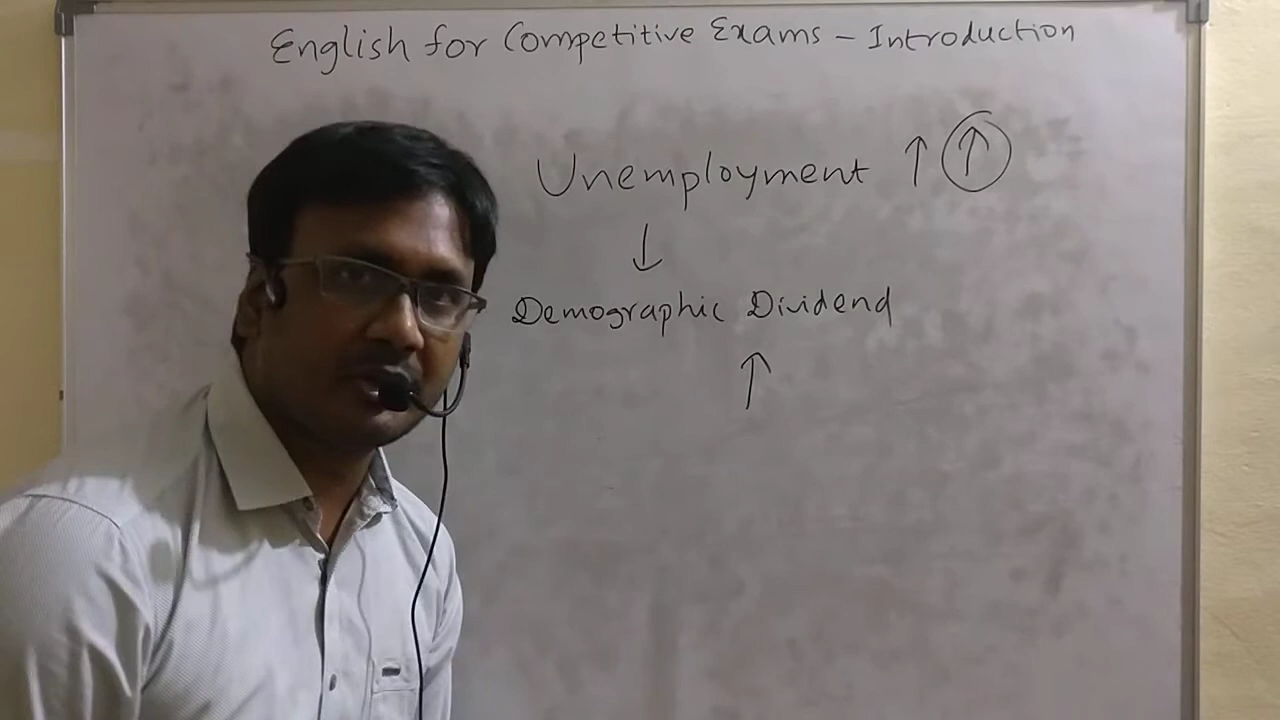 English for Competitive Exams - Introduction
Unemployment ↑ ↑
↓
Demographic Dividend
↑